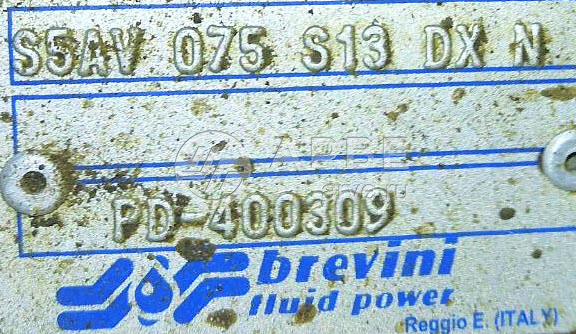 S5AV 075 S13 DX N
PD-400309
brevini
fluid power
Reggio E. (ITALY)